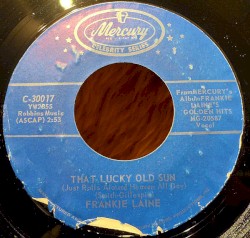 Mercury
CELEBRITY SERIES
C-30017
YW2855
Robbins Music
(ASCAP) 2:53
From MERCURY'S
Album FRANKIE
LAINE'S
GOLDEN HITS
MG-20587
Vocal
THAT LUCKY OLD SUN
(Just Rolls Around Heaven All Day)
FRANKIE LAINE